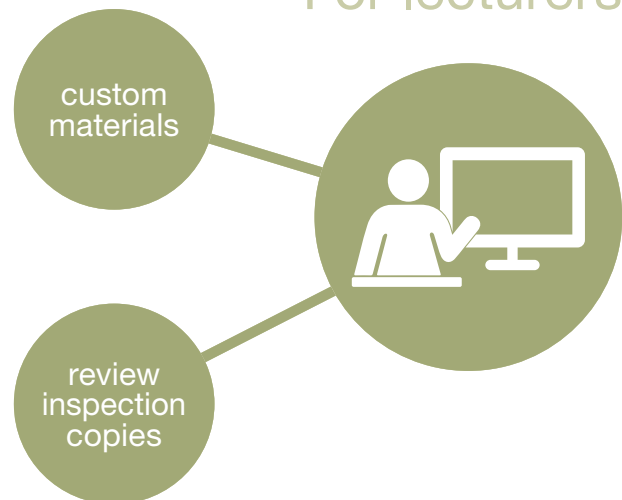 For lecturers
custom
materials
review
inspection
copies